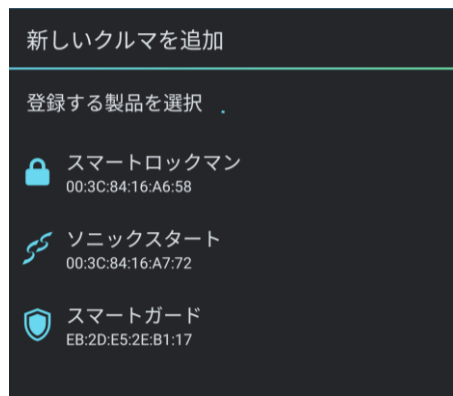 新しいクルマを追加
登録する製品を選択
スマートロックマン
00:3C:84:16:A6:58
ソニックスタート
00:3C:84:16:A7:72
スマートガード
EB:2D:E5:2E:B1:17